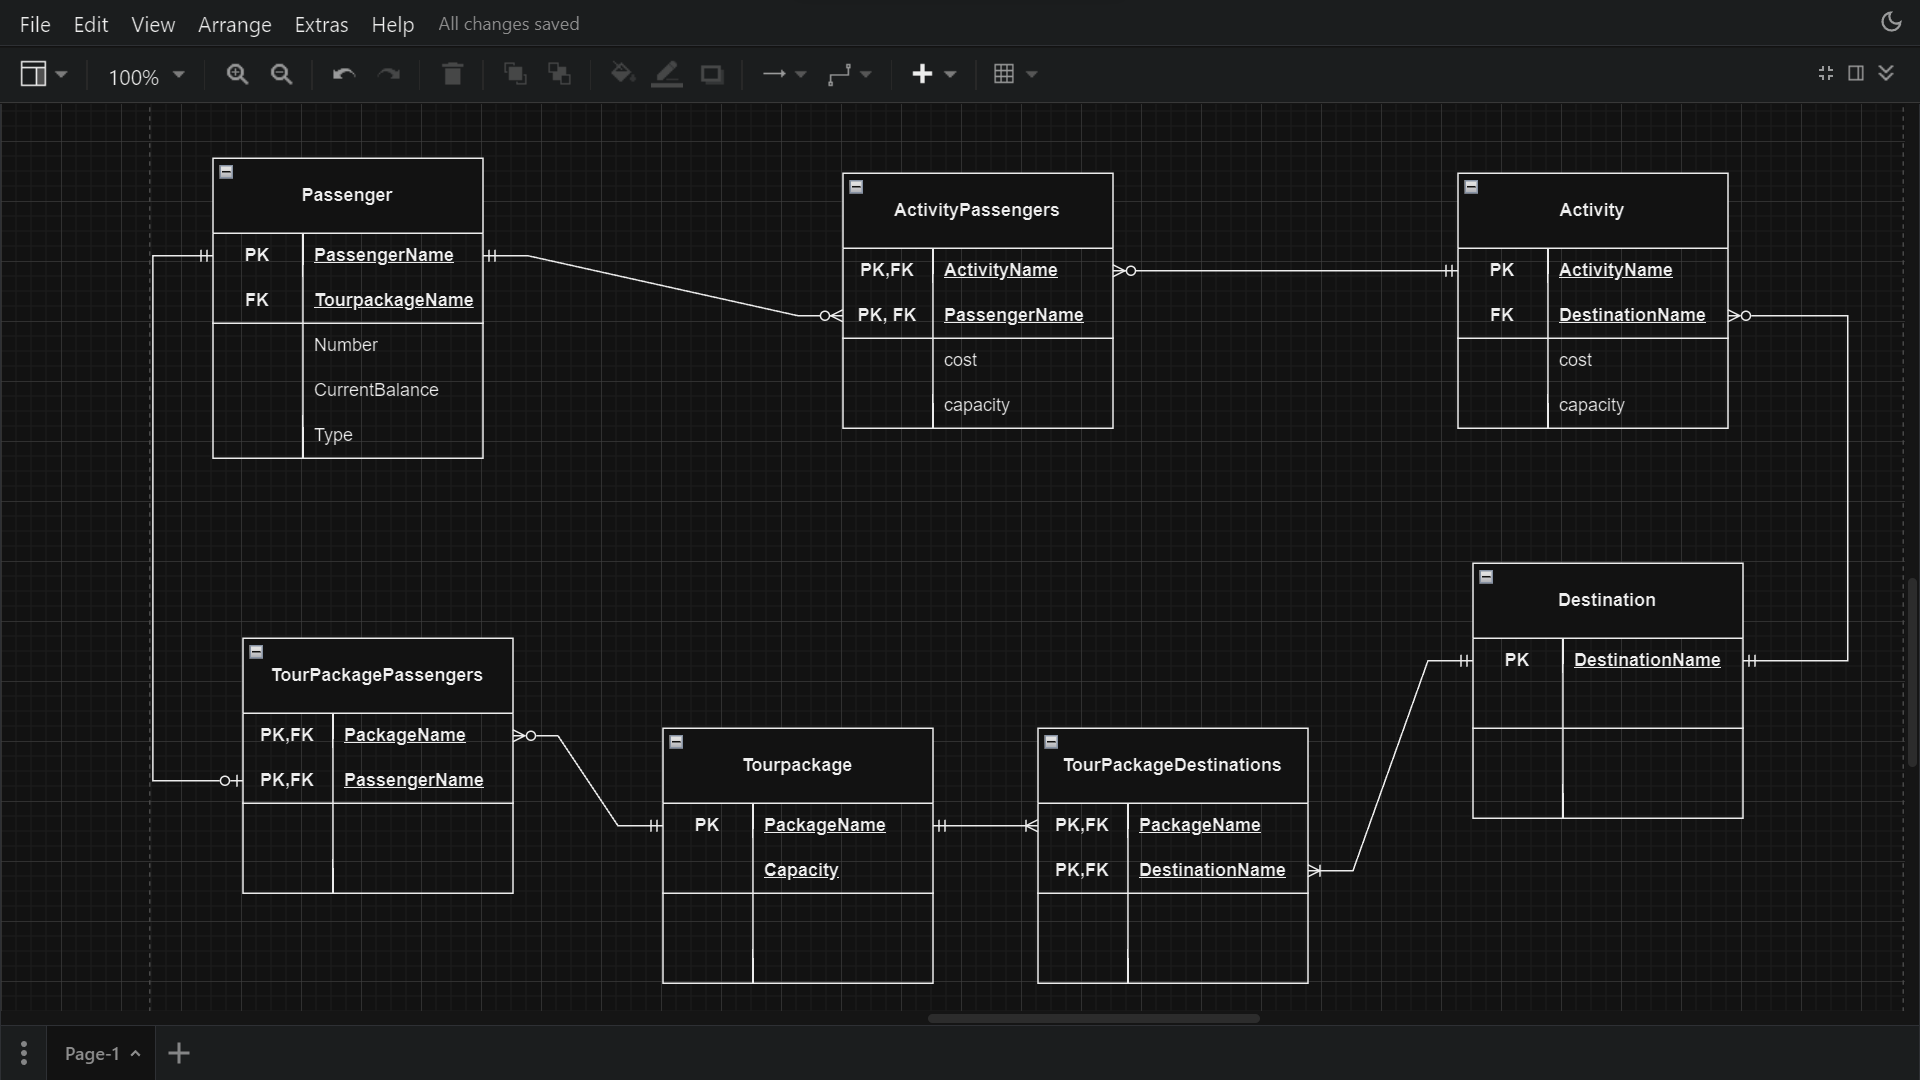 File Edit View Arrange Extras Help All changes saved
100%
Passenger
PK PassengerName
FK TourpackageName
Number
CurrentBalance
Type
ActivityPassengers
PK,FK ActivityName
PK, FK PassengerName
cost
capacity
Activity
PK ActivityName
FK DestinationName
cost
capacity
Destination
PK DestinationName
TourPackagePassengers
PK,FK PackageName
PK,FK PassengerName
Tourpackage
PK PackageName
Capacity
TourPackageDestinations
PK,FK PackageName
PK,FK DestinationName
Page-1